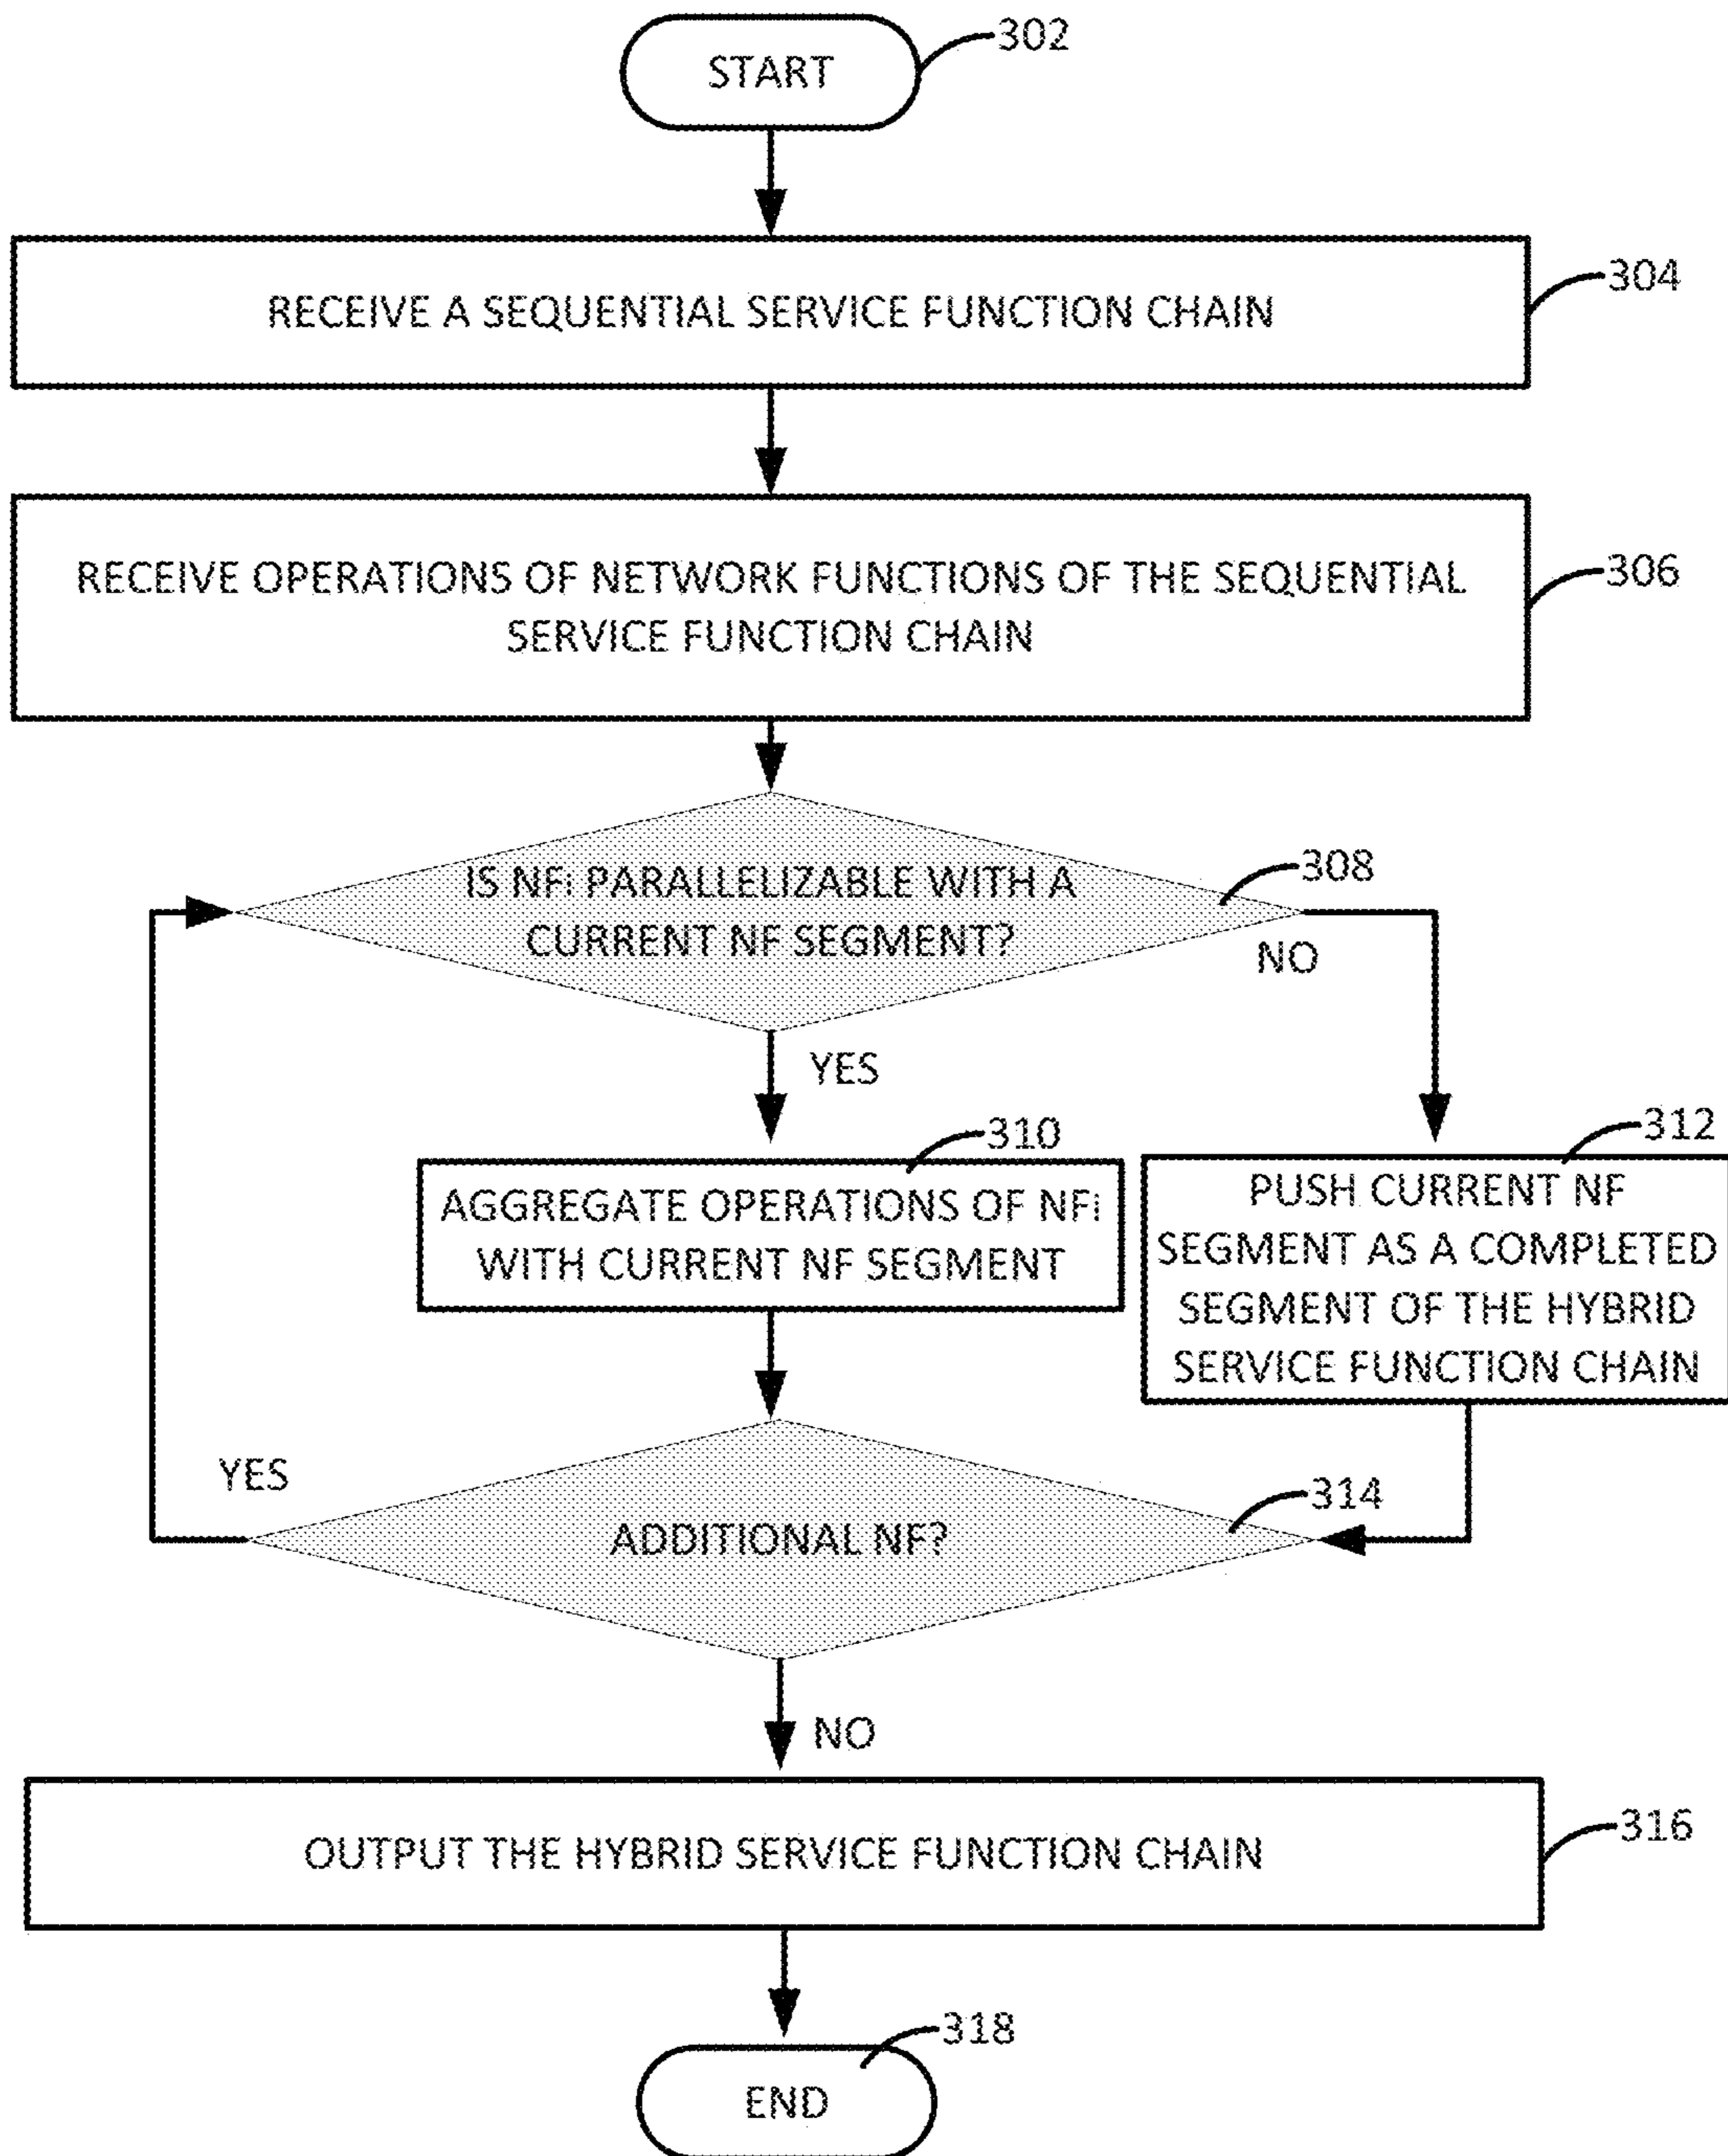 302
START
304
RECEIVE A SEQUENTIAL SERVICE FUNCTION CHAIN
306
RECEIVE OPERATIONS OF NETWORK FUNCTIONS OF THE SEQUENTIAL
SERVICE FUNCTION CHAIN
308
IS NFi PARALLELIZABLE WITH A
CURRENT NF SEGMENT?
NO
YES
310
AGGREGATE OPERATIONS OF NFi
WITH CURRENT NF SEGMENT
312
PUSH CURRENT NF
SEGMENT AS A COMPLETED
SEGMENT OF THE HYBRID
SERVICE FUNCTION CHAIN
YES
314
ADDITIONAL NF?
NO
316
OUTPUT THE HYBRID SERVICE FUNCTION CHAIN
318
END